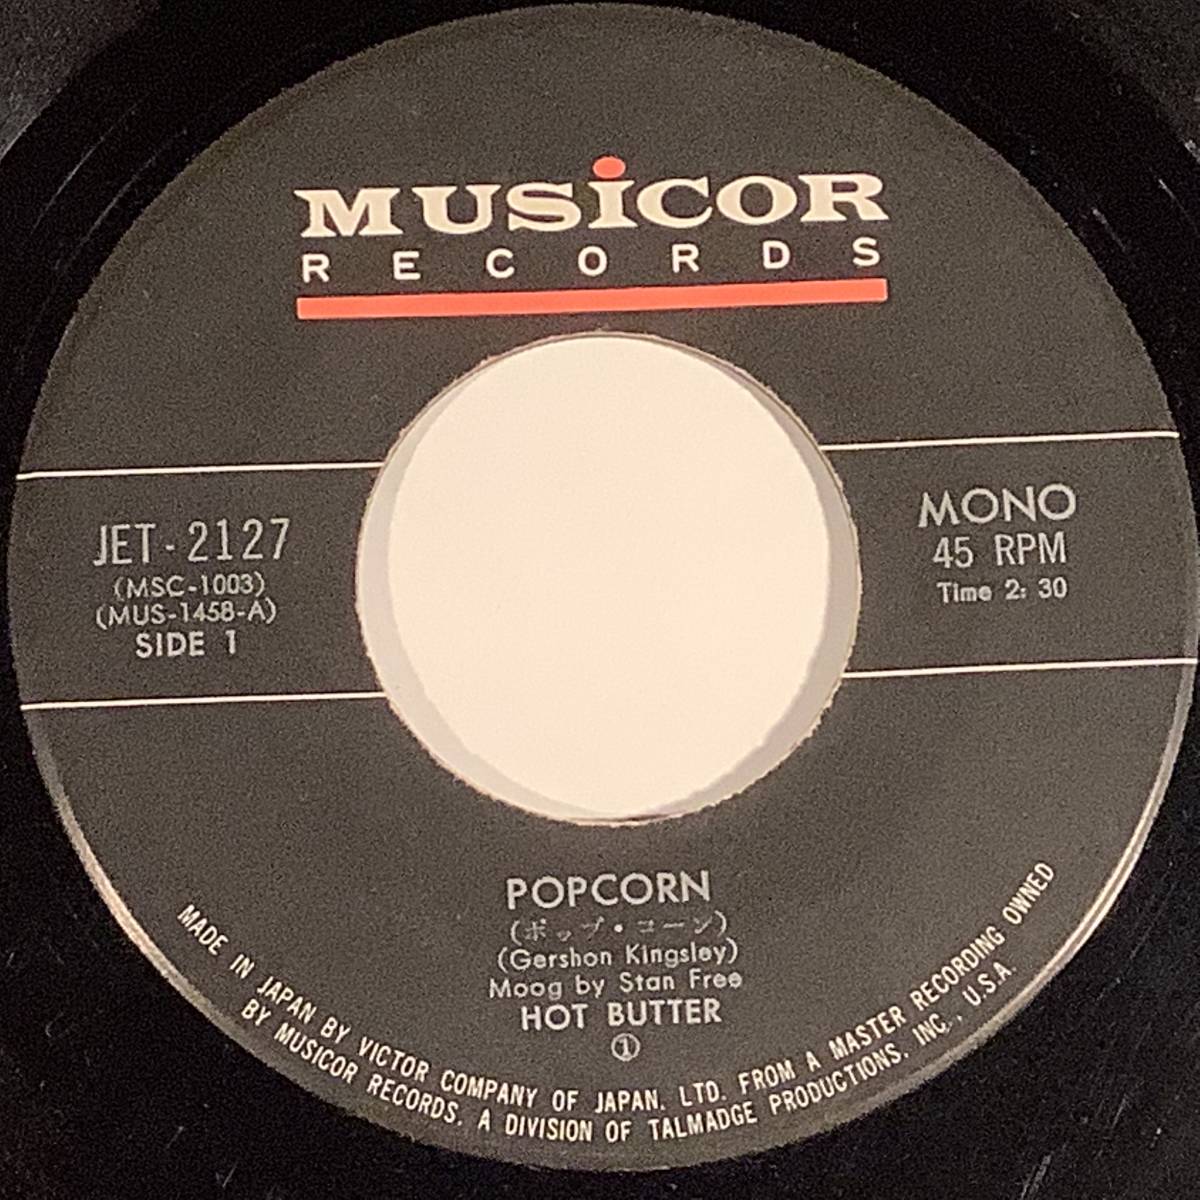 MUSiCOR
RECORDS
JET-2127
(MSC-1003)
(MUS-1458-A)
SIDE 1
MONO
45 RPM
Time 2:30
POPCORN
(ポップ・コーン)
(Gershon Kingsley)
Moog by Stan Free
HOT BUTTER
①
MADE IN JAPAN BY VICTOR COMPANY OF JAPAN, LTD. FROM A MASTER RECORDING OWNED
BY MUSICOR RECORDS, A DIVISION OF TALMADGE PRODUCTIONS, INC., U.S.A.